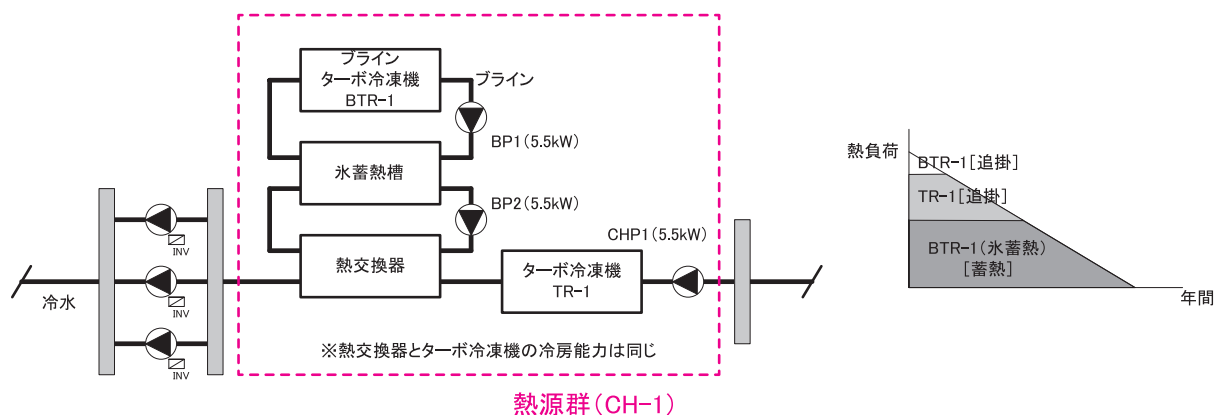 ブライン
ターボ冷凍機
BTR-1
ブライン
BP1(5.5kW)
氷蓄熱槽
BP2(5.5kW)
熱交換器
CHP1(5.5kW)
ターボ冷凍機
TR-1
INV
INV
INV
冷水
※熱交換器とターボ冷凍機の冷房能力は同じ
熱源群(CH-1)
熱負荷
BTR-1[追掛]
TR-1[追掛]
BTR-1(氷蓄熱)
[蓄熱]
年間